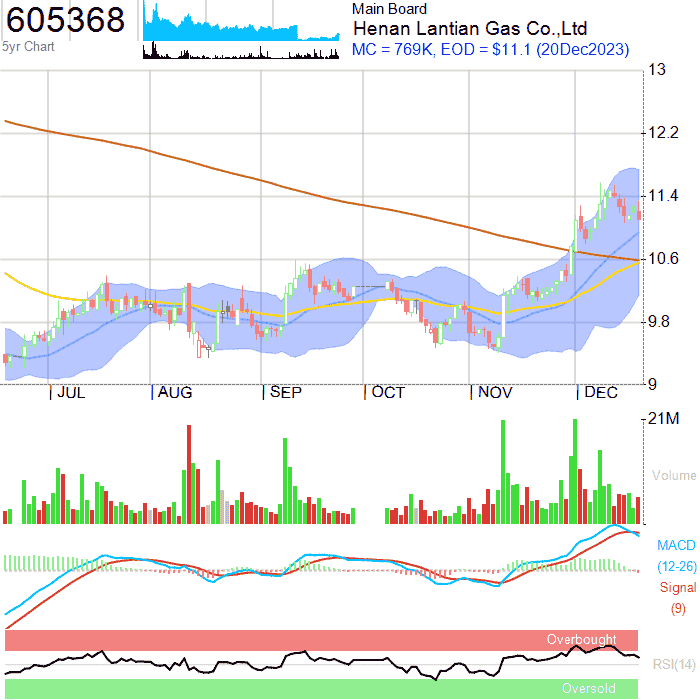 605368
5yr Chart
Main Board
Henan Lantian Gas Co.,Ltd
MC = 769K, EOD = $11.1 (20Dec2023)
13
12.2
11.4
10.6
9.8
9
JUL
AUG
SEP
OCT
NOV
DEC
21M
Volume
MACD
(12-26)
Signal
(9)
Overbought
RSI(14)
Oversold